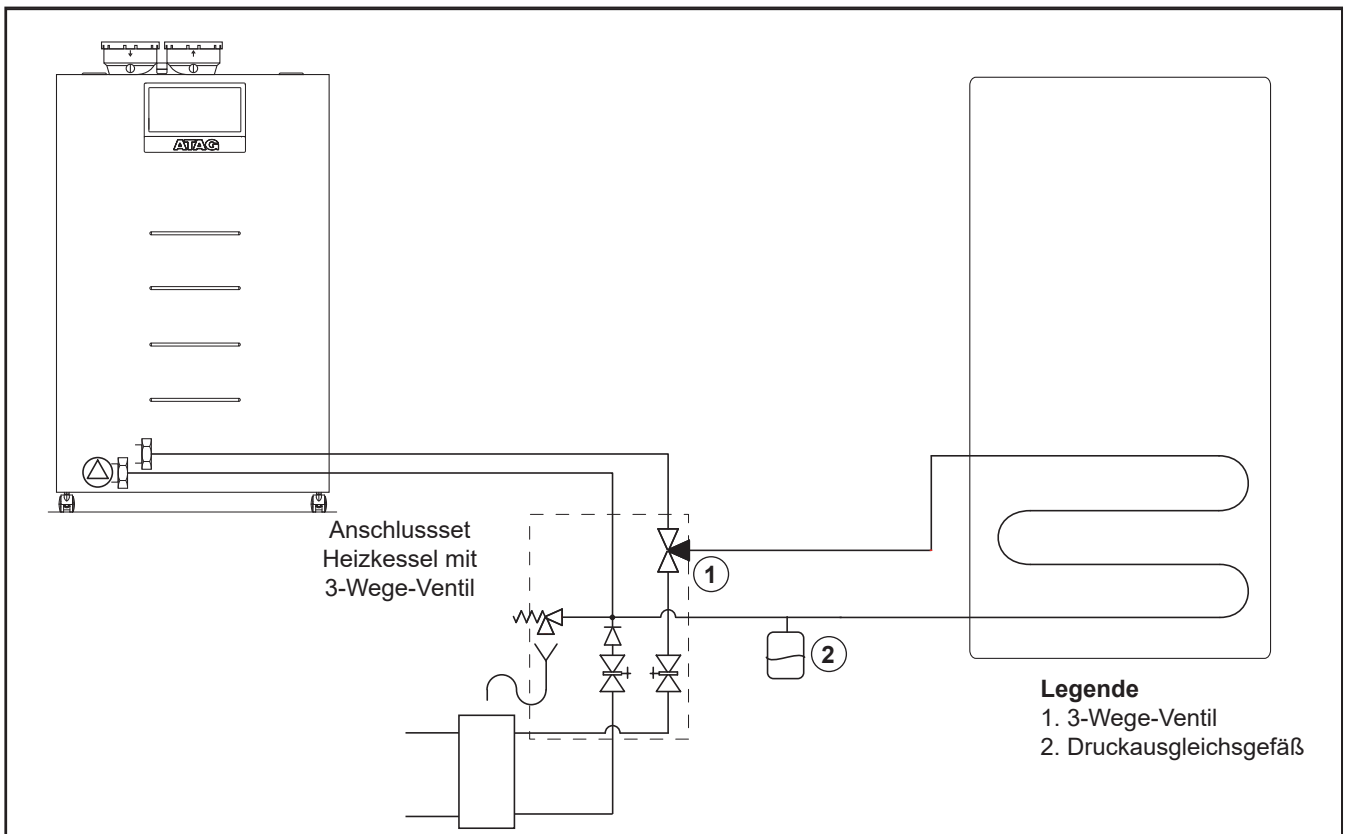 ATAG
Anschlussset
Heizkessel mit
3-Wege-Ventil
1
2
Legende
1. 3-Wege-Ventil
2. Druckausgleichsgefäß